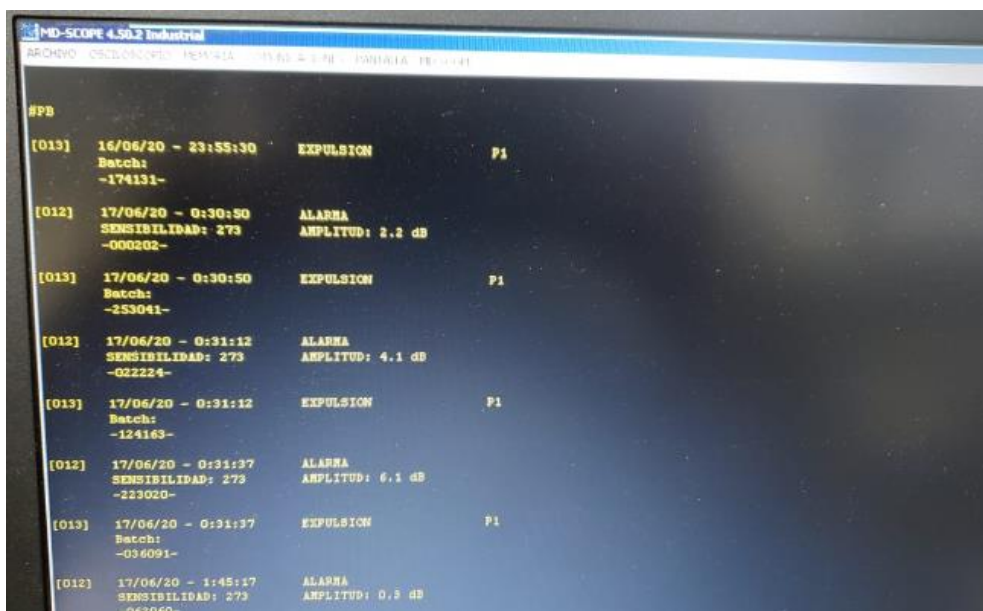 MD-SCOPE 4.50.2 Industrial
ARCHIVO OSCILOSCOPIO MEMORIA PANTALLA
#PB
[013] 16/06/20 - 23:55:30 EXPULSION P1
Batch:
-174131-
[012] 17/06/20 - 0:30:50 ALARMA
SENSIBILIDAD: 273 AMPLITUD: 2.2 dB
-000202-
[013] 17/06/20 - 0:30:50 EXPULSION P1
Batch:
-253041-
[012] 17/06/20 - 0:31:12 ALARMA
SENSIBILIDAD: 273 AMPLITUD: 4.1 dB
-022224-
[013] 17/06/20 - 0:31:12 EXPULSION P1
Batch:
-124163-
[012] 17/06/20 - 0:31:37 ALARMA
SENSIBILIDAD: 273 AMPLITUD: 6.1 dB
-223020-
[013] 17/06/20 - 0:31:37 EXPULSION P1
Batch:
-036091-
[012] 17/06/20 - 1:45:17 ALARMA
SENSIBILIDAD: 273 AMPLITUD: 0.3 dB